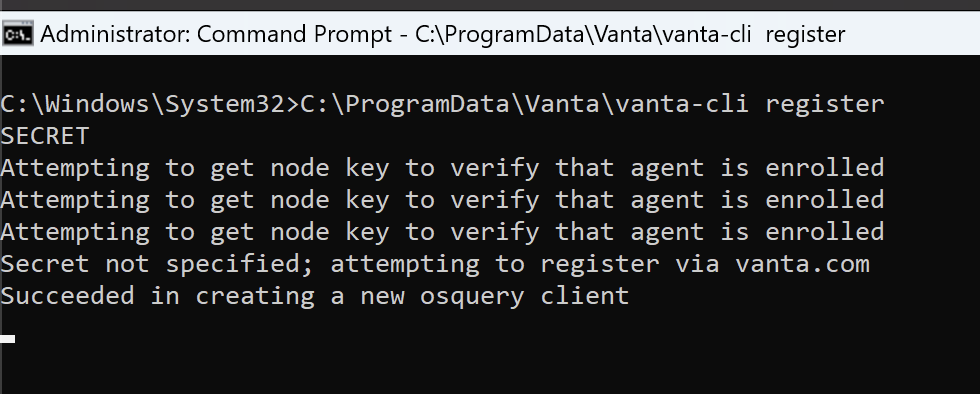 C:\. Administrator: Command Prompt - C:\ProgramData\Vanta\vanta-cli  register
C:\Windows\System32>C:\ProgramData\Vanta\vanta-cli register
SECRET
Attempting to get node key to verify that agent is enrolled
Attempting to get node key to verify that agent is enrolled
Attempting to get node key to verify that agent is enrolled
Secret not specified; attempting to register via vanta.com
Succeeded in creating a new osquery client